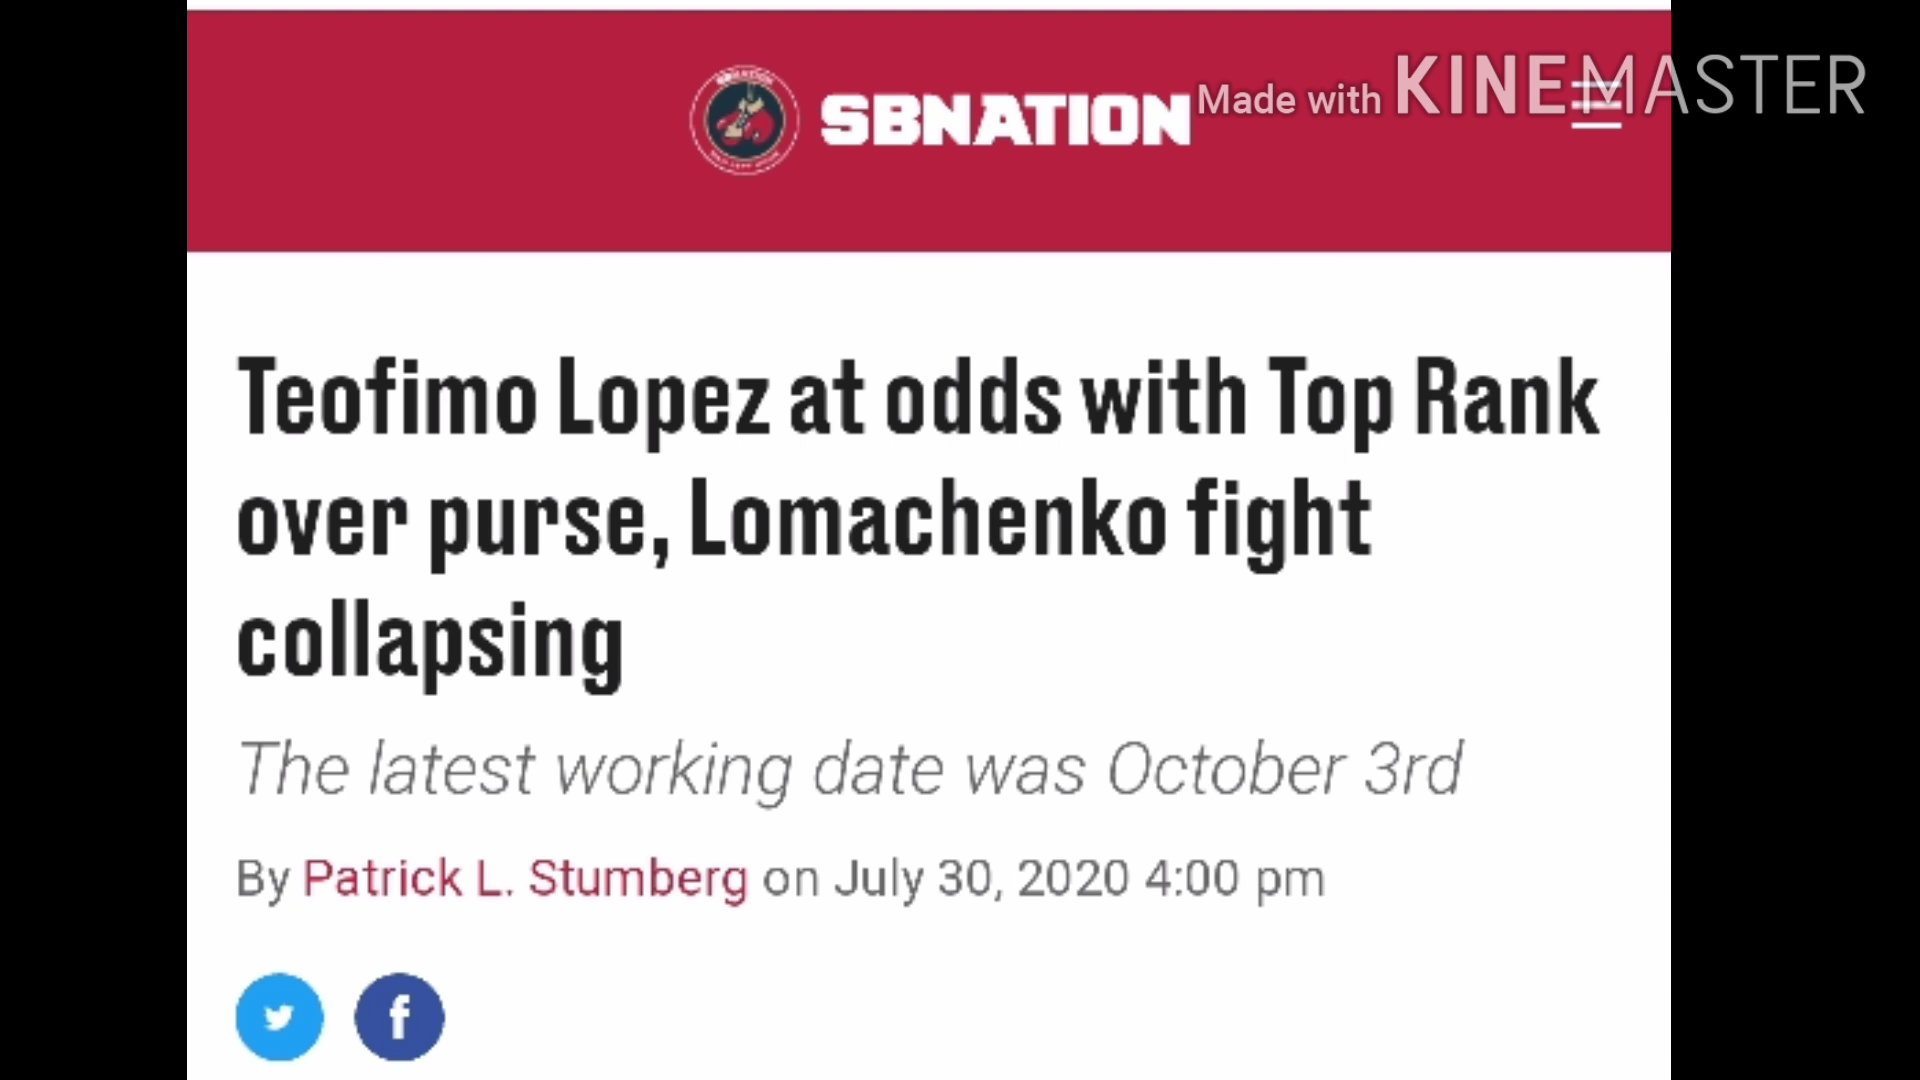 SBNATION
Made with KINEMASTER
Teofimo Lopez at odds with Top Rank
over purse, Lomachenko fight
collapsing
The latest working date was October 3rd
By Patrick L. Stumberg on July 30, 2020 4:00 pm